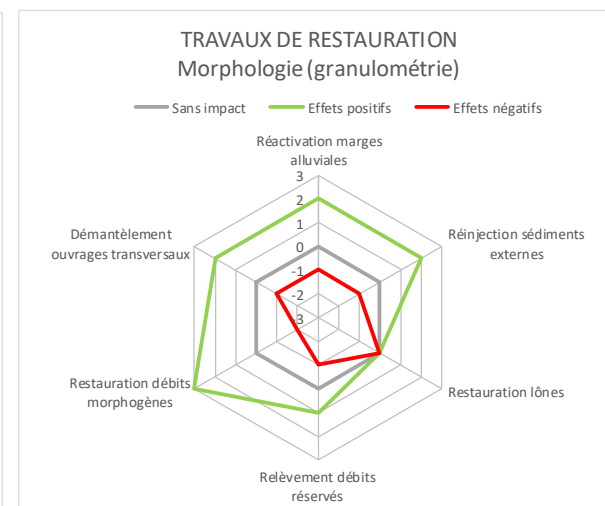 TRAVAUX DE RESTAURATION
Morphologie (granulométrie)
Sans impact
Effets positifs
Effets négatifs
Réactivation marges
alluviales
3
2
1
0
-1
-2
-3
Réinjection sédiments
externes
Restauration lônes
Relèvement débits
réservés
Restauration débits
morphogènes
Démantèlement
ouvrages transversaux